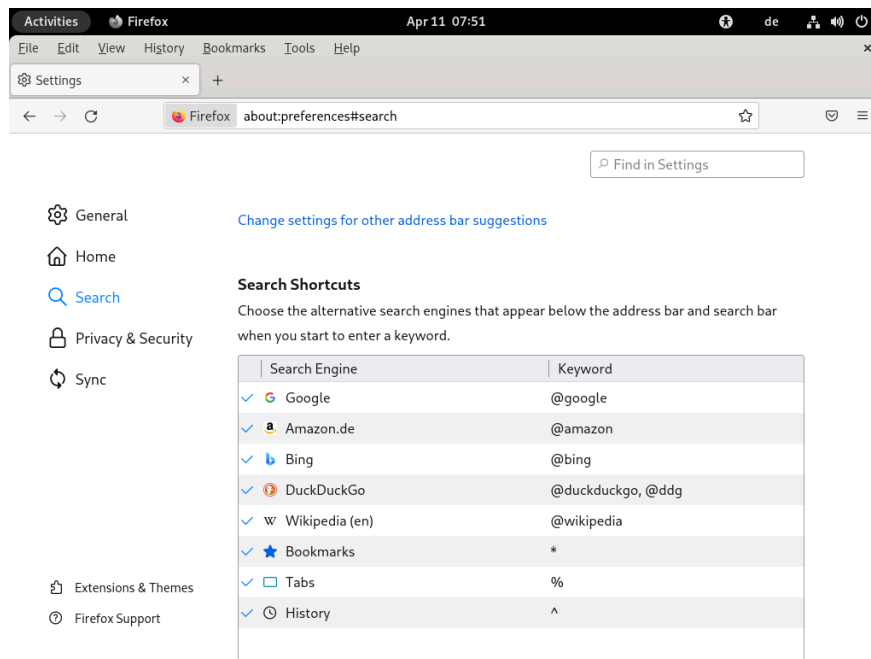 Activities Firefox Apr 11 07:51 de
File Edit View History Bookmarks Tools Help
Settings
Firefox about:preferences#search
Find in Settings
General
Change settings for other address bar suggestions
Home
Search Shortcuts
Search
Choose the alternative search engines that appear below the address bar and search bar
when you start to enter a keyword.
Privacy & Security
Sync
Search Engine Keyword
Google @google
Amazon.de @amazon
Bing @bing
DuckDuckGo @duckduckgo, @ddg
Wikipedia (en) @wikipedia
Bookmarks *
Tabs %
History ^
Extensions & Themes
Firefox Support